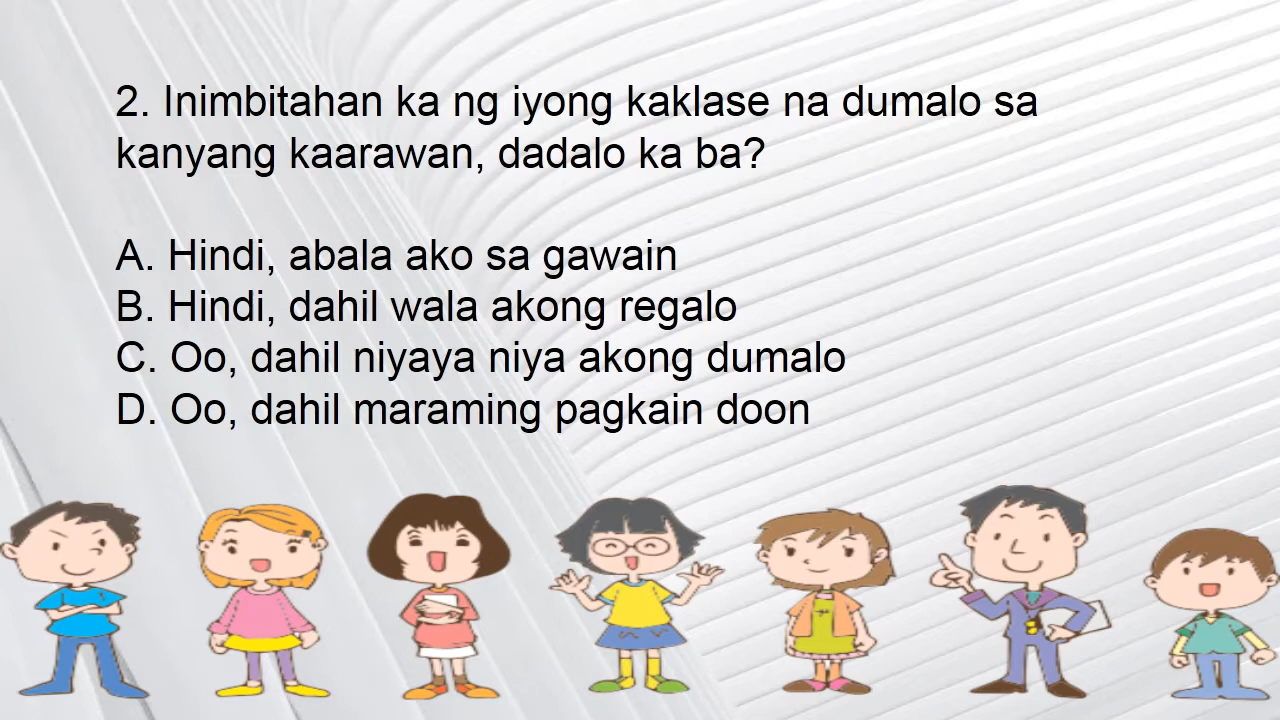 2. Inimbitahan ka ng iyong kaklase na dumalo sa
kanyang kaarawan, dadalo ka ba?
A. Hindi, abala ako sa gawain
B. Hindi, dahil wala akong regalo
C. Oo, dahil niyaya niya akong dumalo
D. Oo, dahil maraming pagkain doon